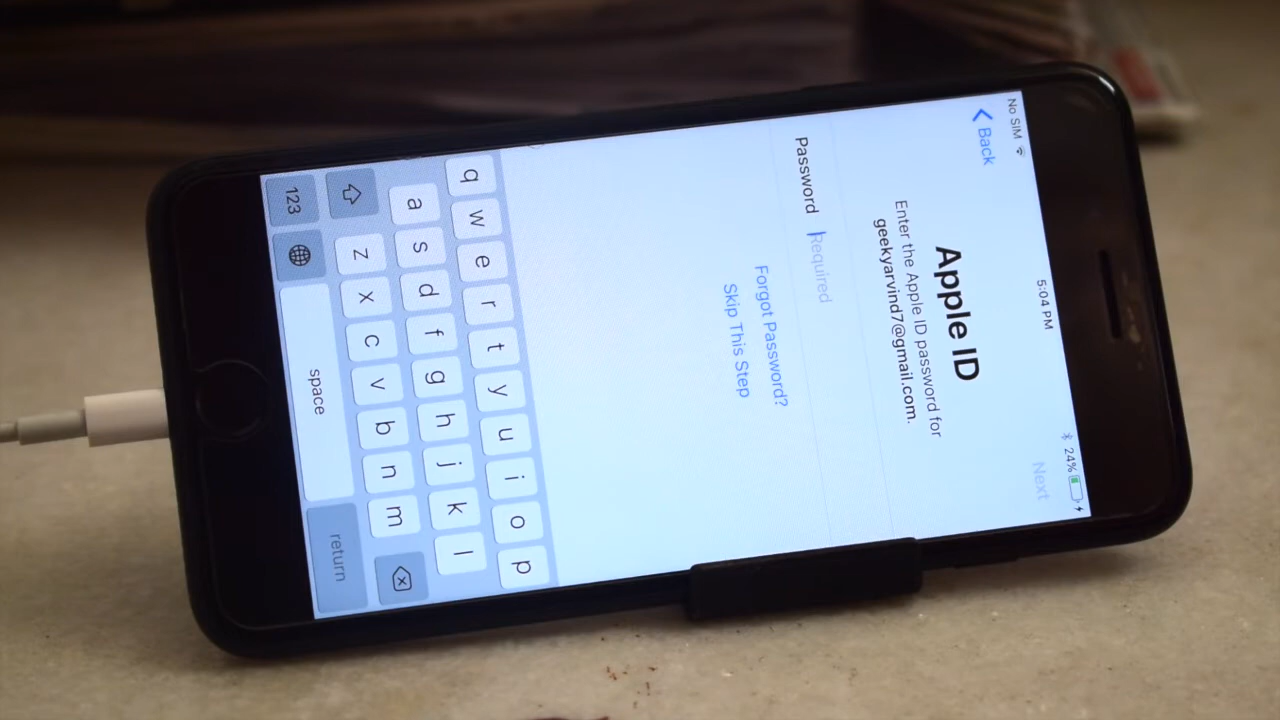 No SIM 5:04 PM 24%
Back Next
Apple ID
Enter the Apple ID password for
geekyarvind7@gmail.com.
Password Required
Forgot Password?
Skip This Step
q w e r t y u i o p
a s d f g h j k l
z x c v b n m
123 space return